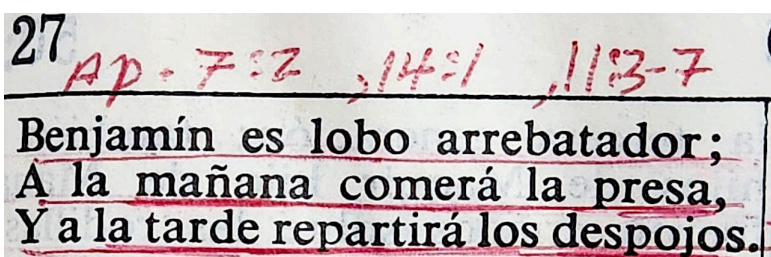 27
Ap. 7:2 , 14:1 , 11:3-7
Benjamín es lobo arrebatador;
A la mañana comerá la presa,
Y a la tarde repartirá los despojos.